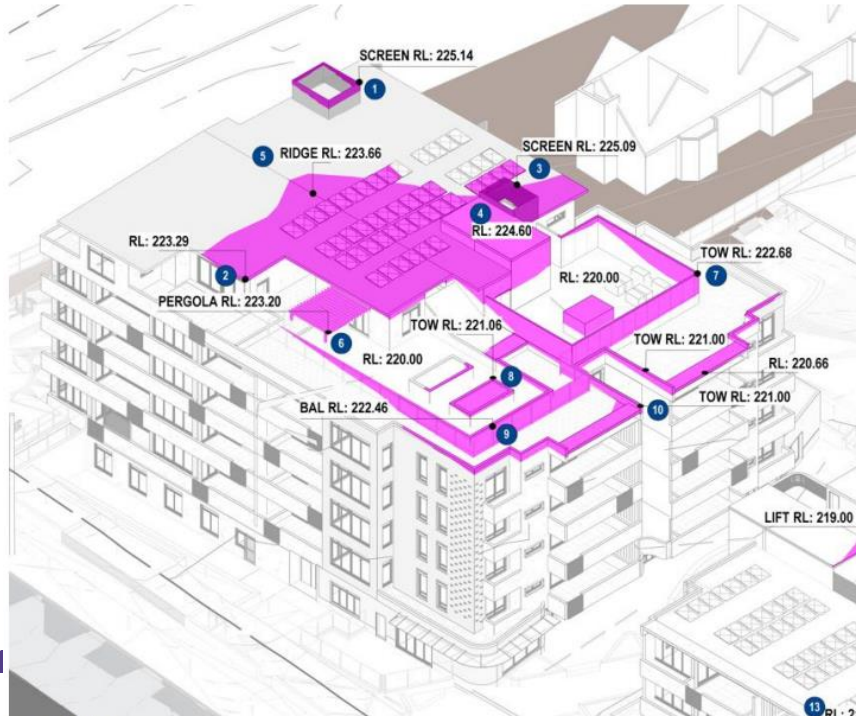 SCREEN RL: 225.14
1
5
RIDGE RL: 223.66
SCREEN RL: 225.09
3
4
RL: 224.60
RL: 223.29
2
TOW RL: 222.68
7
RL: 220.00
PERGOLA RL: 223.20
6
TOW RL: 221.06
RL: 220.00
8
TOW RL: 221.00
RL: 220.66
BAL RL: 222.46
9
10
TOW RL: 221.00
LIFT RL: 219.00
13